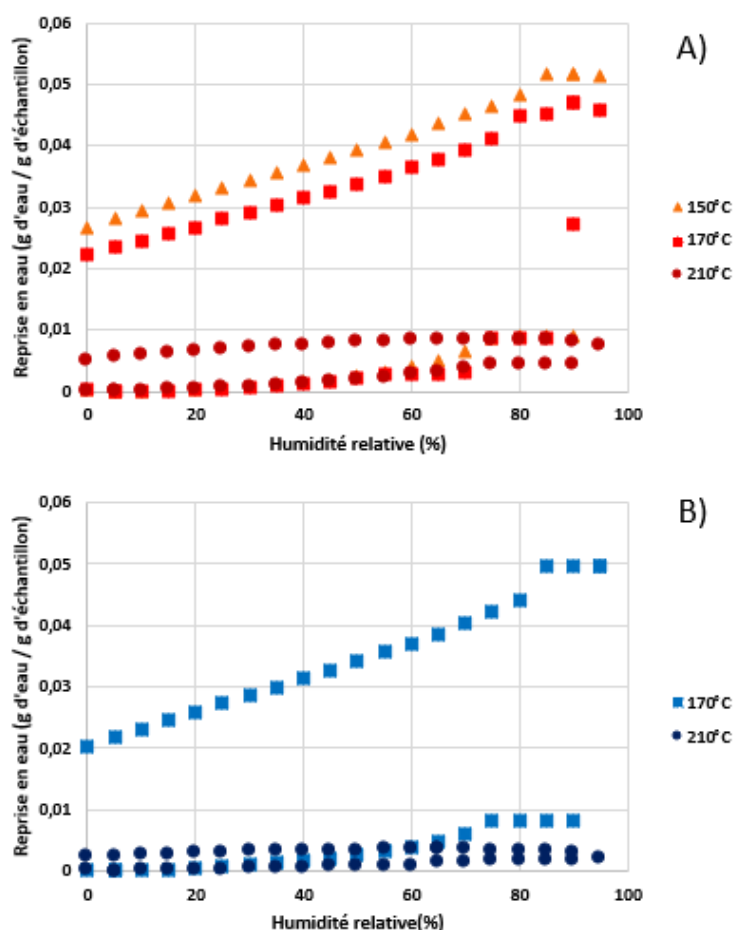 A)
Reprise en eau (g d'eau / g d'échantillon)
0,06
0,05
0,04
0,03
0,02
0,01
0
0 20 40 60 80 100
Humidité relative (%)
150°C
170°C
210°C
B)
Reprise en eau (g d'eau / g d'échantillon)
0,06
0,05
0,04
0,03
0,02
0,01
0
0 20 40 60 80 100
Humidité relative(%)
170°C
210°C